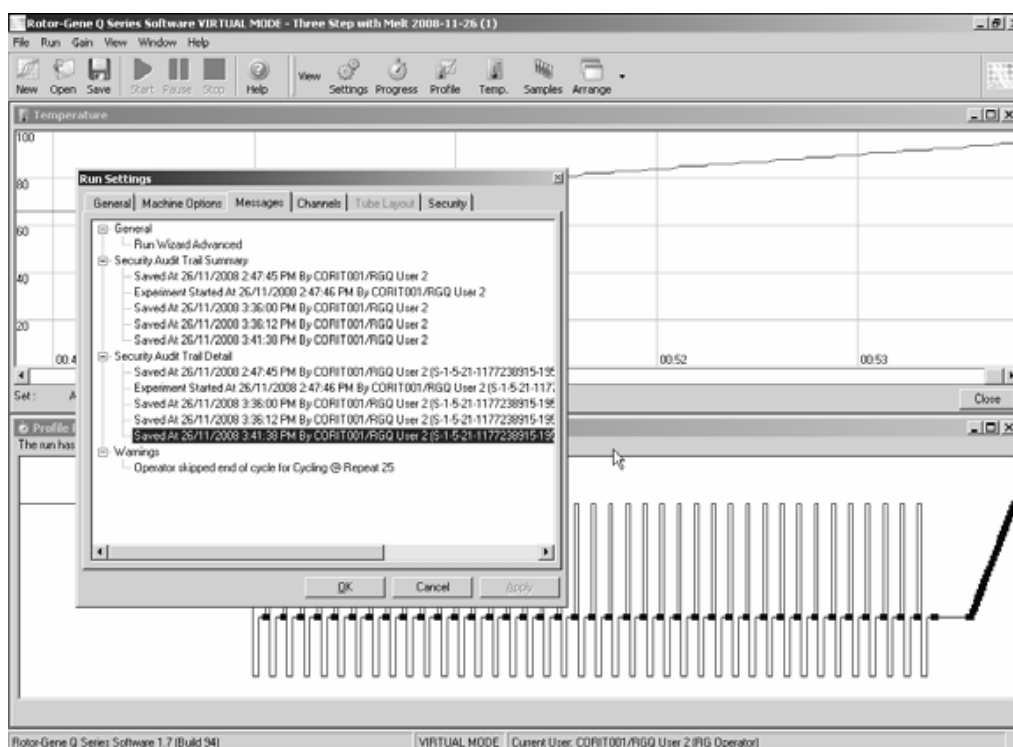 Rotor-Gene Q Series Software VIRTUAL MODE - Three Step with Melt 2008-11-26 (1)
File Run Gain View Window Help
New Open Save Start Pause Stop Help View Settings Progress Profile Temp. Samples Arrange
Temperature
100
80
60
40
20
00:4
00:52
00:53
Set :
Close
Run Settings
General Machine Options Messages Channels Tube Layout Security
General
Run Wizard Advanced
Security Audit Trail Summary
Saved At 26/11/2008 2:47:45 PM By CORIT001/RGQ User 2
Experiment Started At 26/11/2008 2:47:46 PM By CORIT001/RGQ User 2
Saved At 26/11/2008 3:36:00 PM By CORIT001/RGQ User 2
Saved At 26/11/2008 3:36:12 PM By CORIT001/RGQ User 2
Saved At 26/11/2008 3:41:38 PM By CORIT001/RGQ User 2
Security Audit Trail Detail
Saved At 26/11/2008 2:47:45 PM By CORIT001/RGQ User 2 (S-1-5-21-1177238915-195
Experiment Started At 26/11/2008 2:47:46 PM By CORIT001/RGQ User 2 (S-1-5-21-117
Saved At 26/11/2008 3:36:00 PM By CORIT001/RGQ User 2 (S-1-5-21-1177238915-195
Saved At 26/11/2008 3:36:12 PM By CORIT001/RGQ User 2 (S-1-5-21-1177238915-195
Saved At 26/11/2008 3:41:38 PM By CORIT001/RGQ User 2 (S-1-5-21-1177238915-195
Warnings
Operator skipped end of cycle for Cycling @ Repeat 25
OK Cancel Apply
Profile
The run has
Rotor-Gene Q Series Software 1.7 (Build 94)
VIRTUAL MODE
Current User: CORIT001/RGQ User 2 (RG Operator)